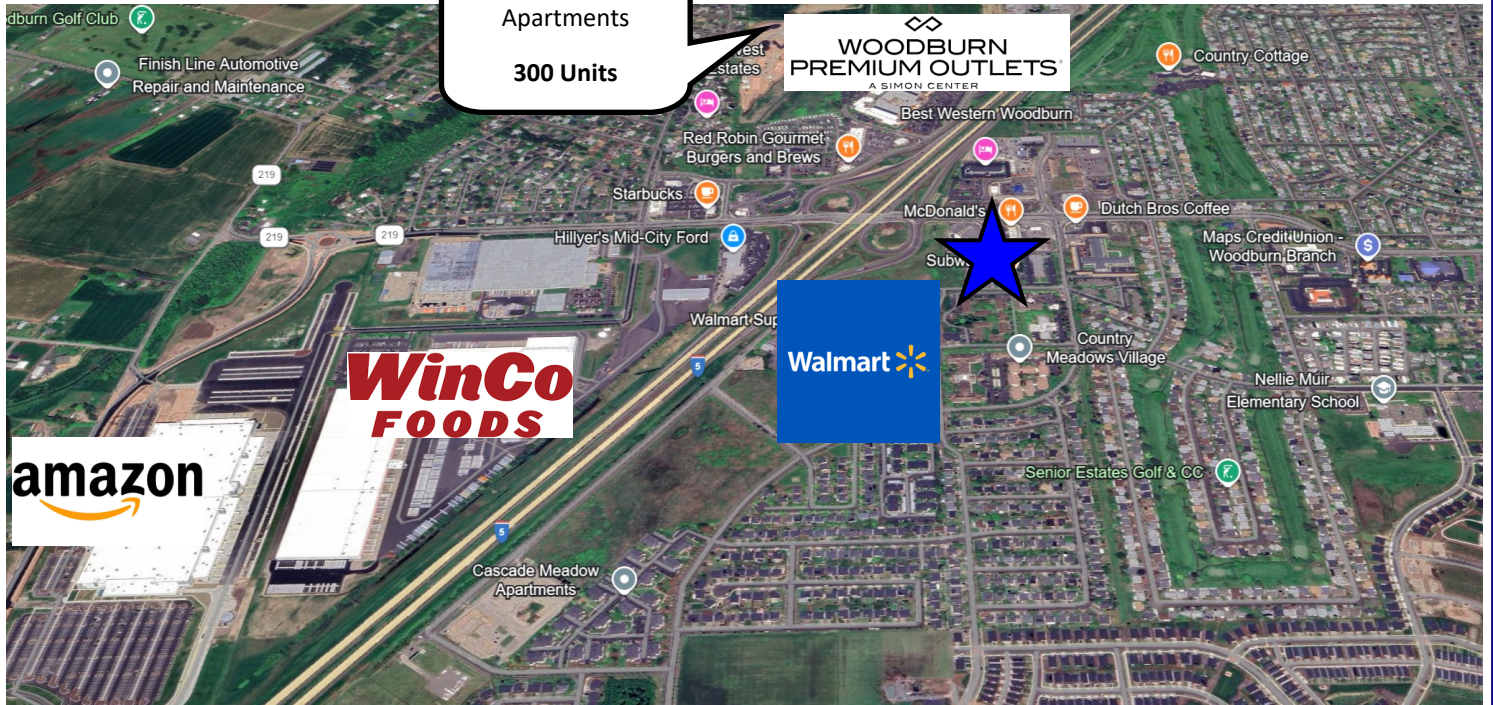 dburn Golf Club
Apartments
300 Units
WOODBURN
PREMIUM OUTLETS
A SIMON CENTER
Country Cottage
Finish Line Automotive
Repair and Maintenance
Estates
Best Western Woodburn
Red Robin Gourmet
Burgers and Brews
219
Starbucks
McDonald's
Dutch Bros Coffee
219
219
Hillyer's Mid-City Ford
Maps Credit Union -
Woodburn Branch
$
Subw
Walmart Sup
Walmart
Country
Meadows Village
5
WinCo
FOODS
Nellie Muir
Elementary School
amazon
Senior Estates Golf & CC
5
Cascade Meadow
Apartments